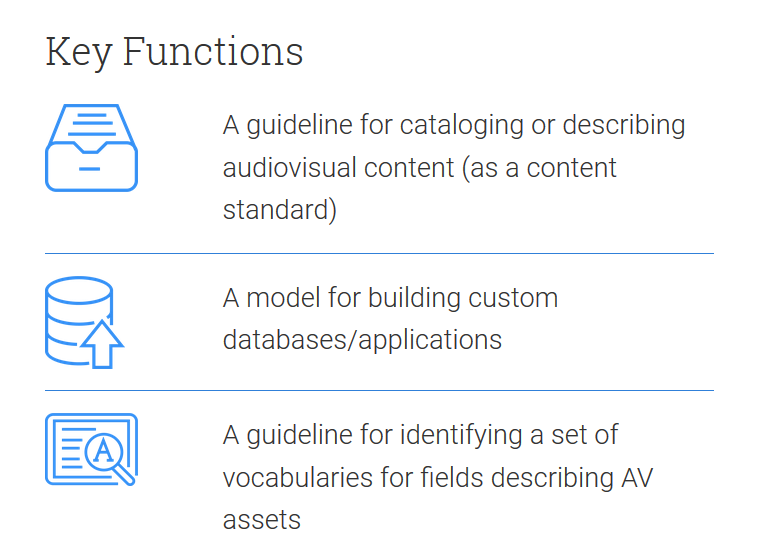 Key Functions
A guideline for cataloging or describing
audiovisual content (as a content
standard)
A model for building custom
databases/applications
A
A guideline for identifying a set of
vocabularies for fields describing AV
assets